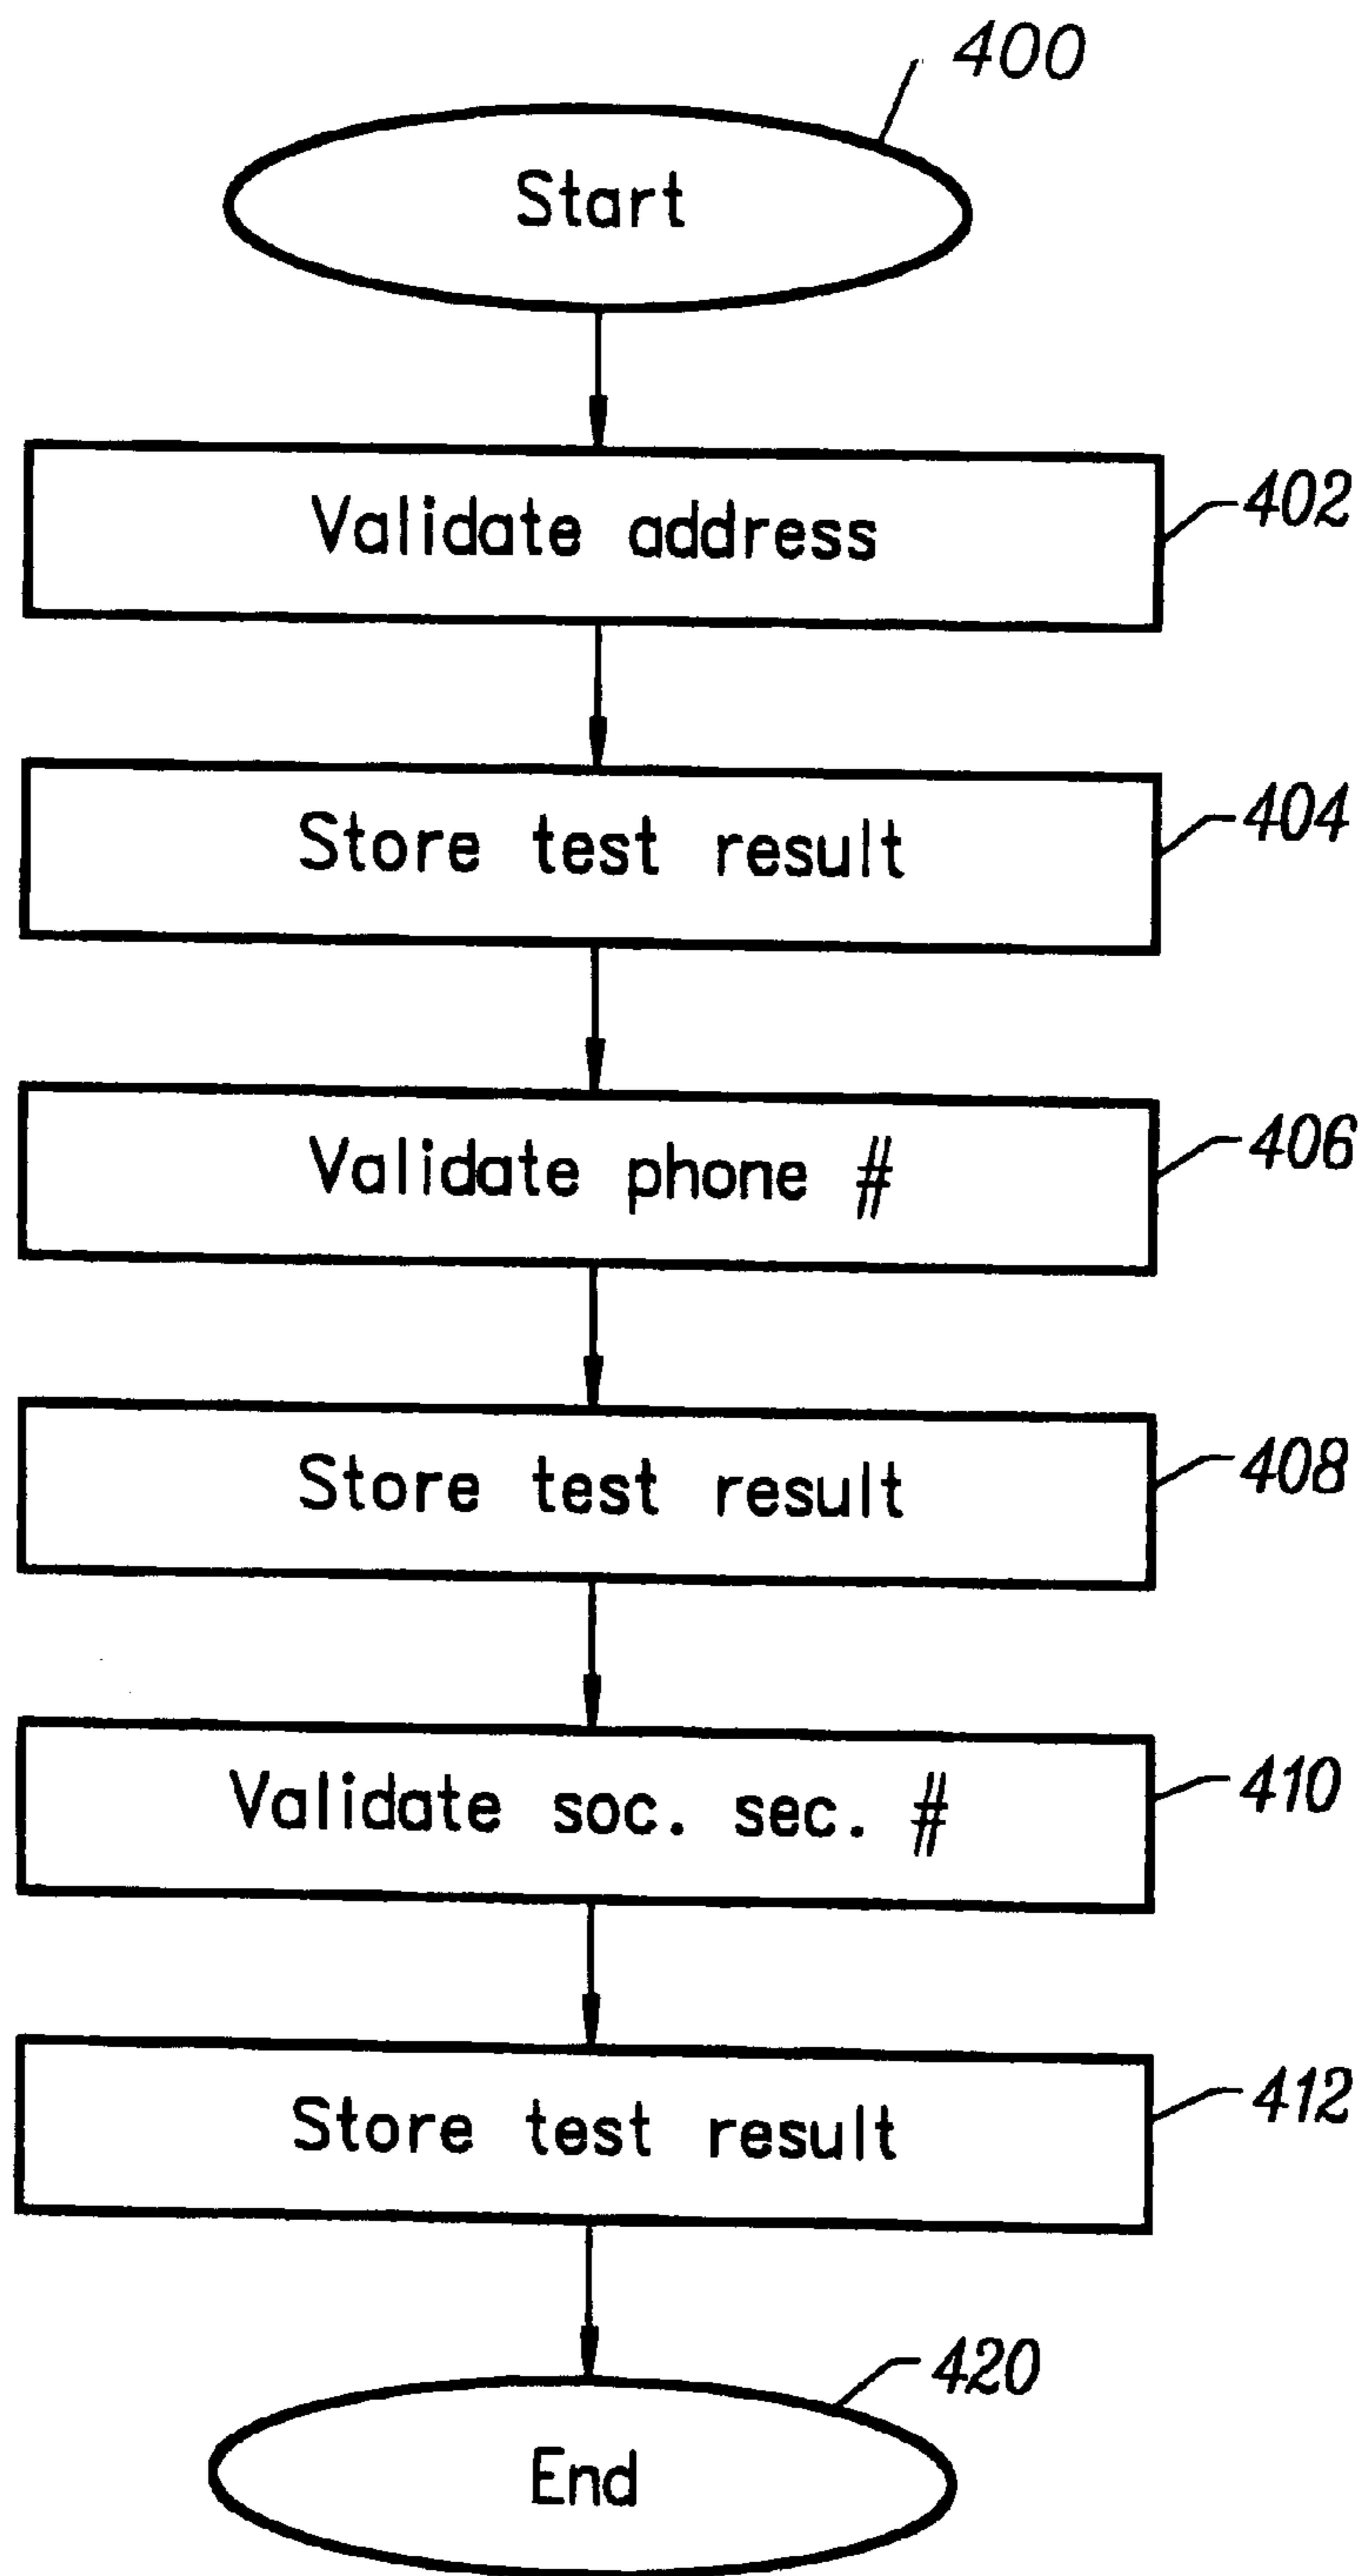 400
Start
Validate address
402
Store test result
404
Validate phone #
406
Store test result
408
Validate soc. sec. #
410
Store test result
412
420
End